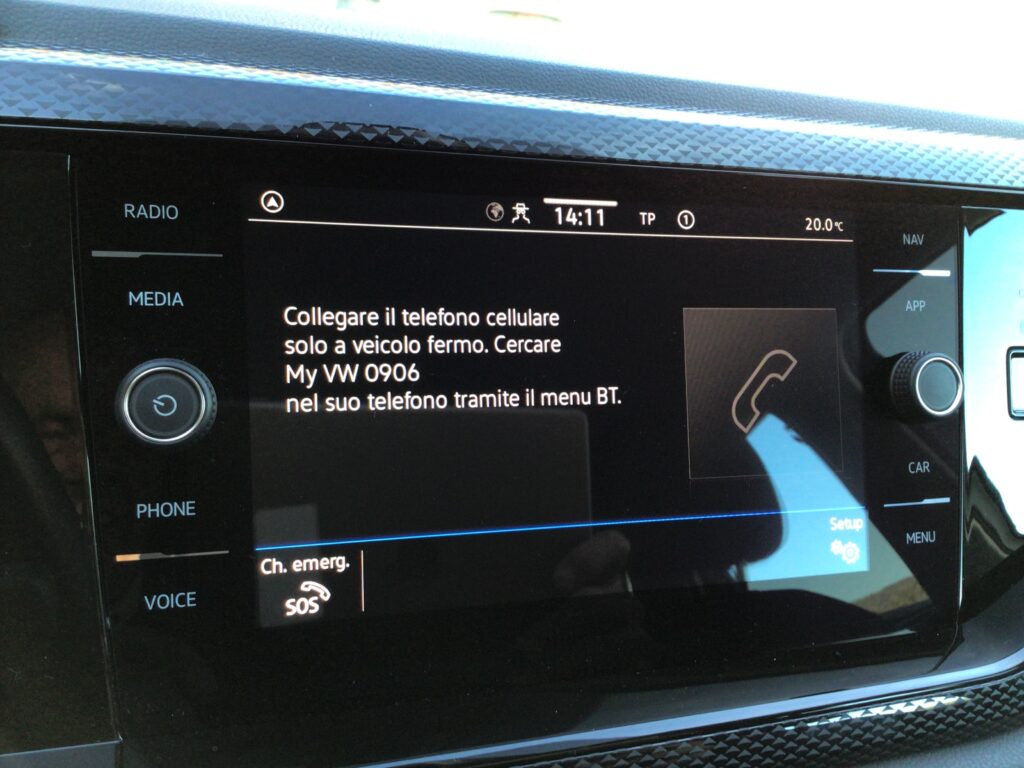 RADIO
MEDIA
PHONE
VOICE
14:11
TP
1
20.0°C
Collegare il telefono cellulare
solo a veicolo fermo. Cercare
My VW 0906
nel suo telefono tramite il menu BT.
Ch. emerg.
SOS
Setup
NAV
APP
CAR
MENU